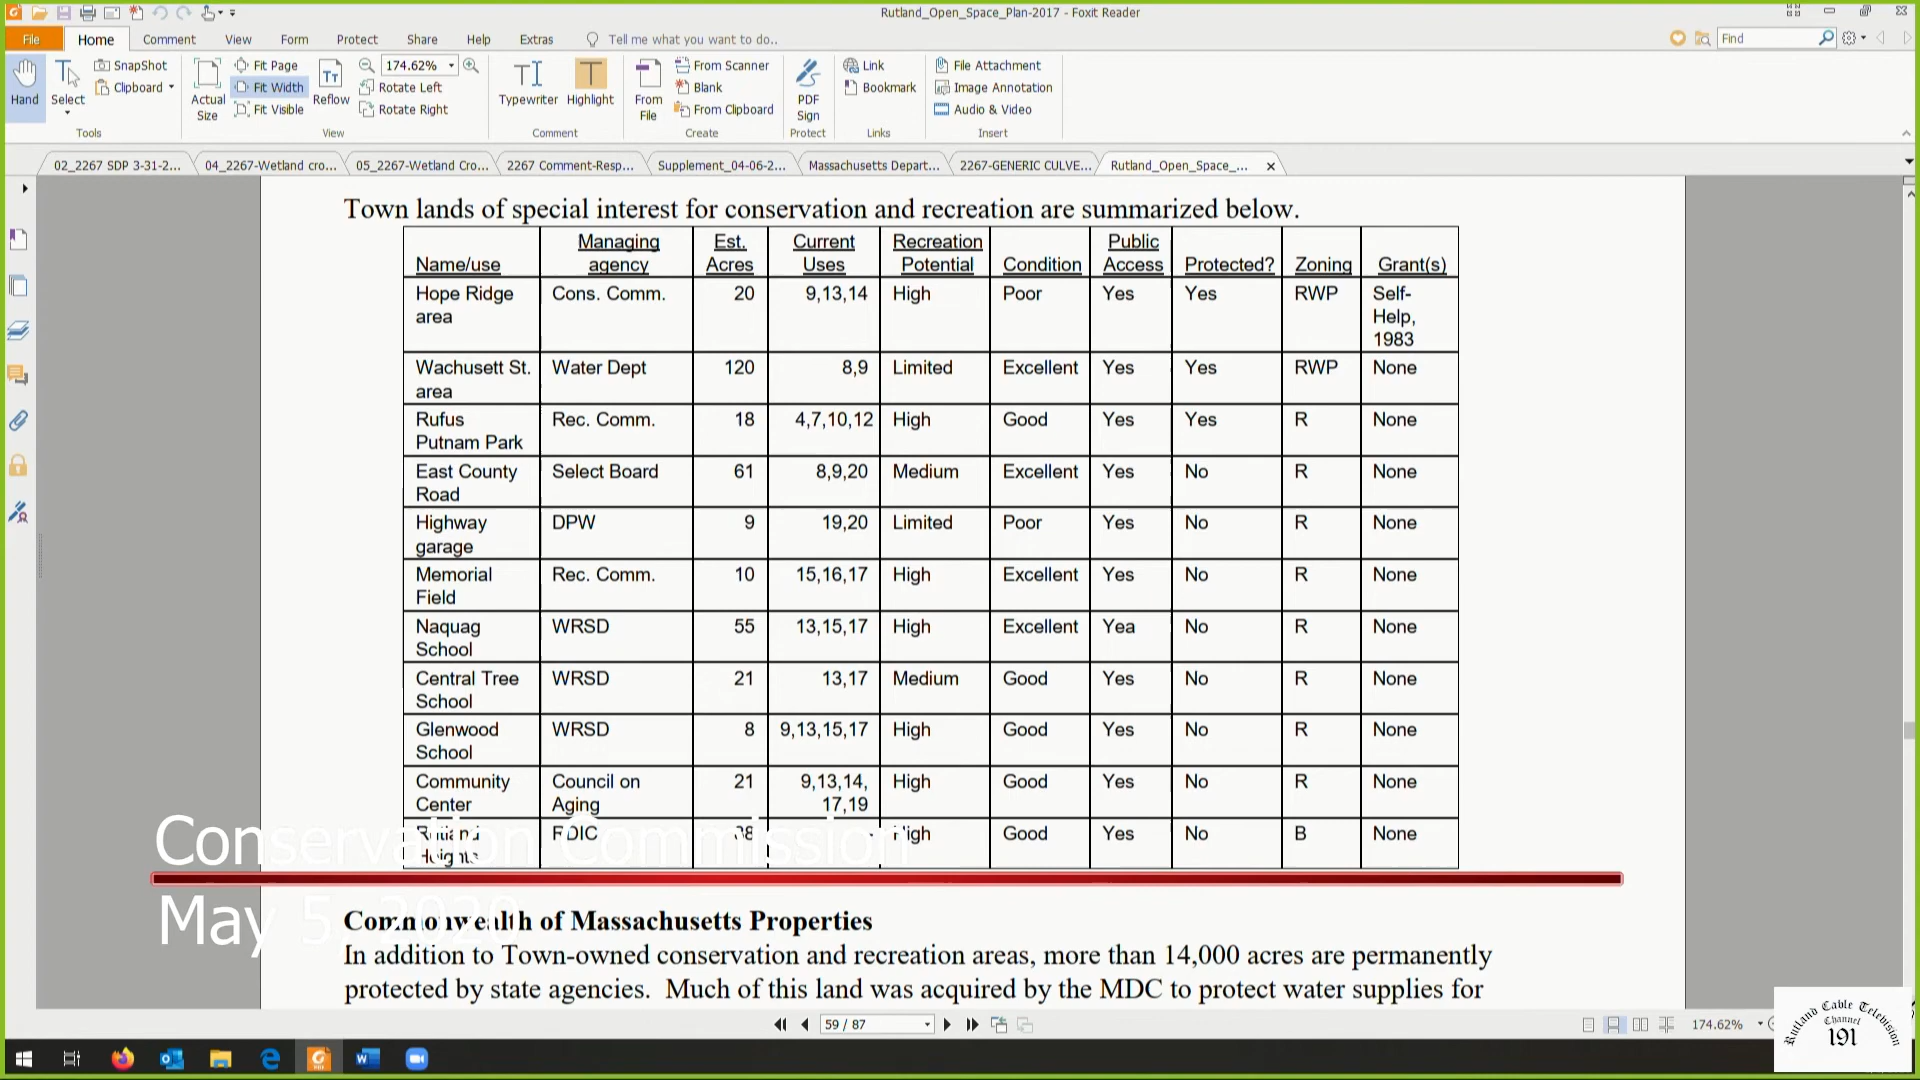 Rutland_Open_Space_Plan-2017 - Foxit Reader
File Home Comment View Form Protect Share Help Extras Tell me what you want to do.. Find
Hand Select SnapShot Clipboard Actual Size Fit Page Fit Width Fit Visible Reflow 174.62% Rotate Left Rotate Right Typewriter Highlight From File From Scanner Blank From Clipboard PDF Sign Link Bookmark File Attachment Image Annotation Audio & Video
Tools View Comment Create Protect Links Insert
02_2267 SDP 3-31-2... 04_2267-Wetland cro... 05_2267-Wetland Cro... 2267 Comment-Resp... Supplement_04-06-2... Massachusetts Depart... 2267-GENERIC CULVE... Rutland_Open_Space_...
Town lands of special interest for conservation and recreation are summarized below.
Name/use Managing agency Est. Acres Current Uses Recreation Potential Condition Public Access Protected? Zoning Grant(s)
Hope Ridge area Cons. Comm. 20 9,13,14 High Poor Yes Yes RWP Self-Help, 1983
Wachusett St. area Water Dept 120 8,9 Limited Excellent Yes Yes RWP None
Rufus Putnam Park Rec. Comm. 18 4,7,10,12 High Good Yes Yes R None
East County Road Select Board 61 8,9,20 Medium Excellent Yes No R None
Highway garage DPW 9 19,20 Limited Poor Yes No R None
Memorial Field Rec. Comm. 10 15,16,17 High Excellent Yes No R None
Naquag School WRSD 55 13,15,17 High Excellent Yea No R None
Central Tree School WRSD 21 13,17 Medium Good Yes No R None
Glenwood School WRSD 8 9,13,15,17 High Good Yes No R None
Community Center Council on Aging 21 9,13,14, 17,19 High Good Yes No R None
Rutland Heights RDIC High Good Yes No B None
Conservation Commission
May 5, 2020
Commonwealth of Massachusetts Properties
In addition to Town-owned conservation and recreation areas, more than 14,000 acres are permanently
protected by state agencies. Much of this land was acquired by the MDC to protect water supplies for
59 / 87 174.62%
Rutland Cable Television
Channel
191